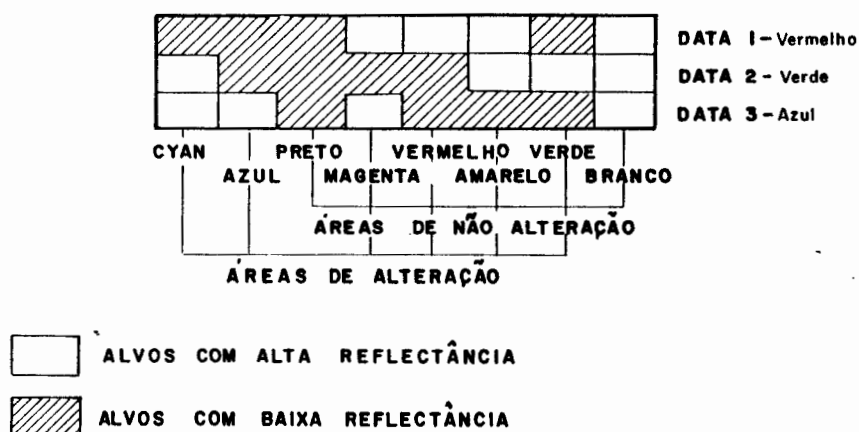 DATA 1 - Vermelho
DATA 2 - Verde
DATA 3 - Azul
CYAN PRETO VERMELHO VERDE
AZUL MAGENTA AMARELO BRANCO
ÁREAS DE NÃO ALTERAÇÃO
ÁREAS DE ALTERAÇÃO
ALVOS COM ALTA REFLECTÂNCIA
ALVOS COM BAIXA REFLECTÂNCIA